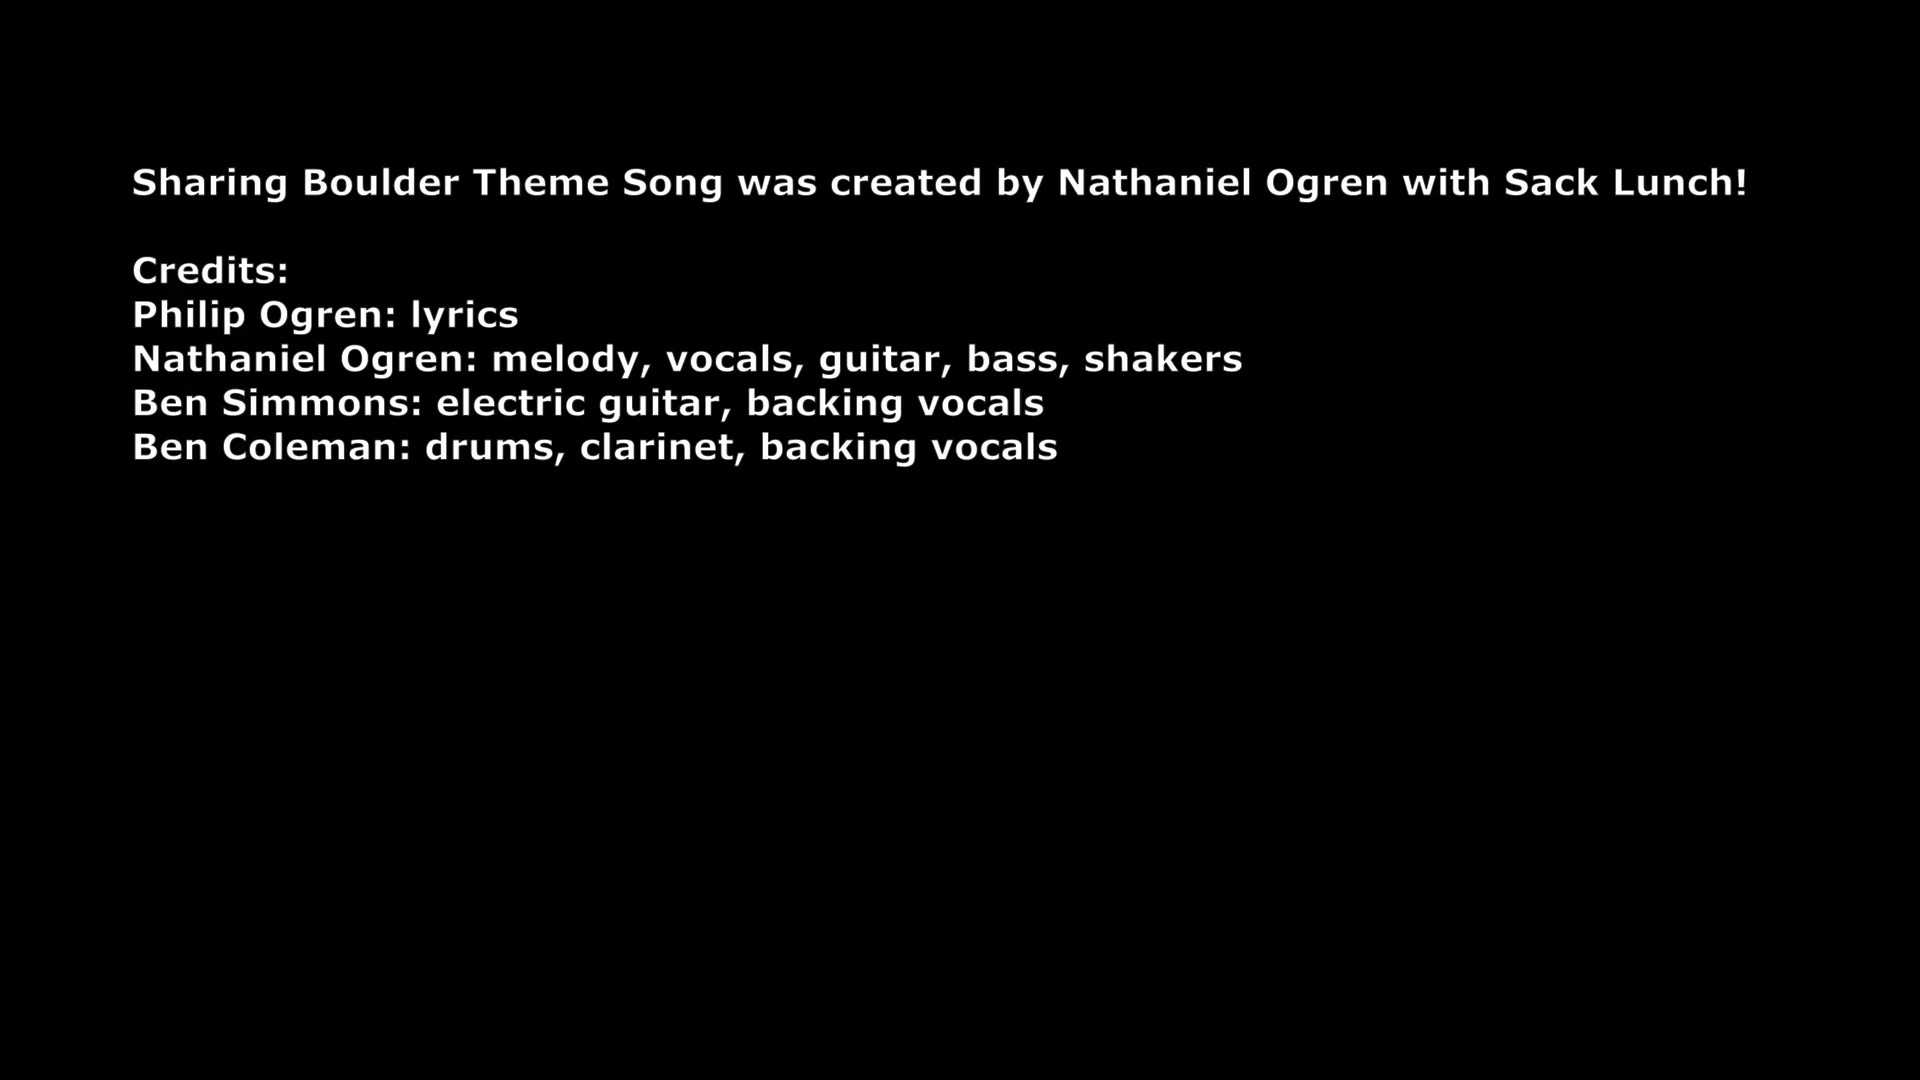 Sharing Boulder Theme Song was created by Nathaniel Ogren with Sack Lunch!
Credits:
Philip Ogren: lyrics
Nathaniel Ogren: melody, vocals, guitar, bass, shakers
Ben Simmons: electric guitar, backing vocals
Ben Coleman: drums, clarinet, backing vocals